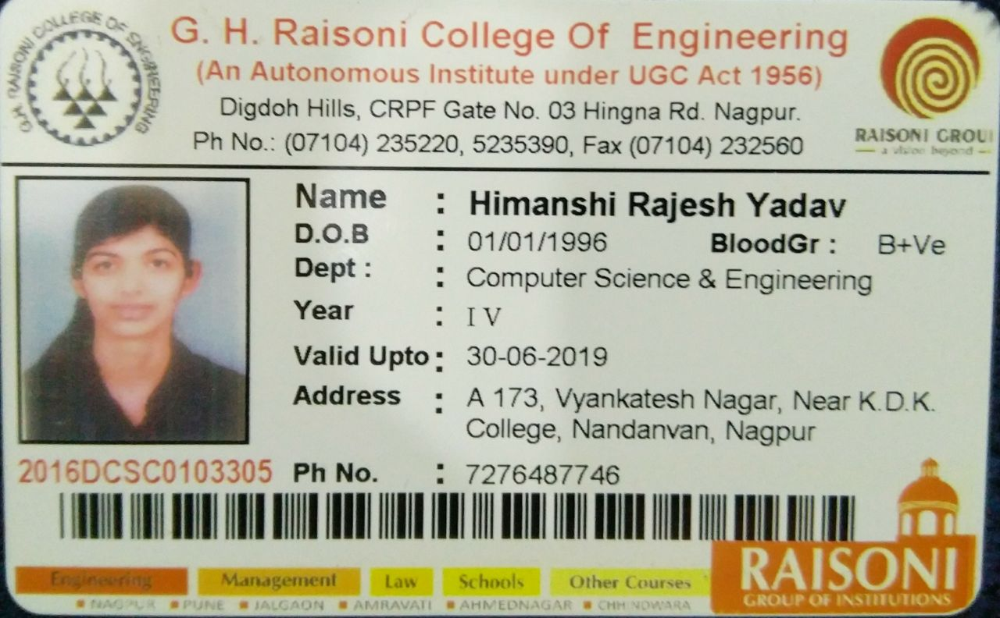 G.H. RAISONI COLLEGE OF ENGINEERING
G. H. Raisoni College Of Engineering
(An Autonomous Institute under UGC Act 1956)
Digdoh Hills, CRPF Gate No. 03 Hingna Rd. Nagpur.
Ph No.: (07104) 235220, 5235390, Fax (07104) 232560
RAISONI GROU
a vision beyond
Name : Himanshi Rajesh Yadav
D.O.B : 01/01/1996 BloodGr : B+Ve
Dept : : Computer Science & Engineering
Year : I V
Valid Upto : 30-06-2019
Address : A 173, Vyankatesh Nagar, Near K.D.K.
College, Nandanvan, Nagpur
2016DCSC0103305 Ph No. : 7276487746
Engineering Management Law Schools Other Courses
NAGPUR PUNE JALGAON AMRAVATI AHMEDNAGAR CHHINDWARA
RAISONI
GROUP OF INSTITUTIONS